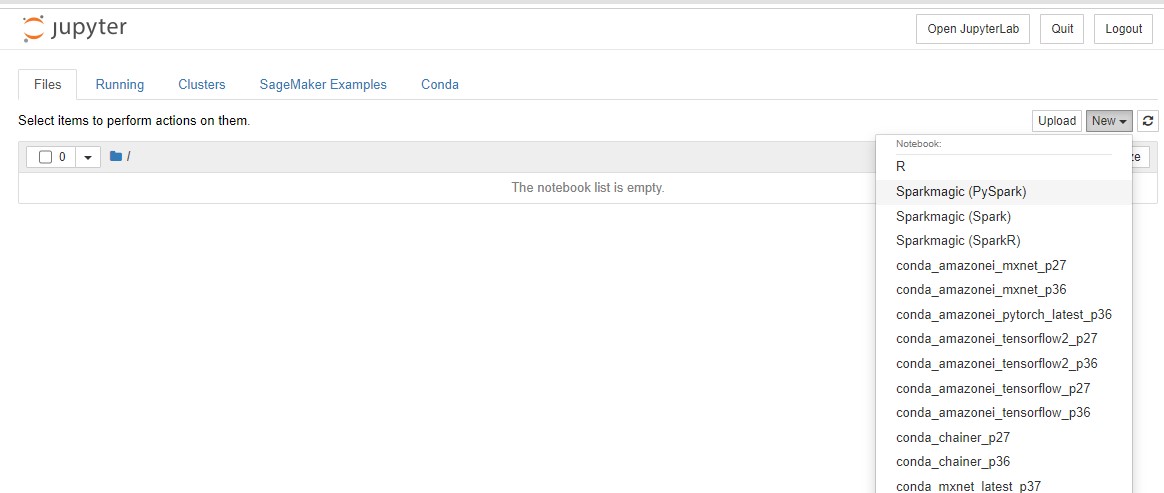 jupyter
Open JupyterLab Quit Logout
Files Running Clusters SageMaker Examples Conda
Select items to perform actions on them.
Upload New
0 /
Notebook:
The notebook list is empty.
R
Sparkmagic (PySpark)
Sparkmagic (Spark)
Sparkmagic (SparkR)
conda_amazonei_mxnet_p27
conda_amazonei_mxnet_p36
conda_amazonei_pytorch_latest_p36
conda_amazonei_tensorflow2_p27
conda_amazonei_tensorflow2_p36
conda_amazonei_tensorflow_p27
conda_amazonei_tensorflow_p36
conda_chainer_p27
conda_chainer_p36
conda_mxnet_latest_p37